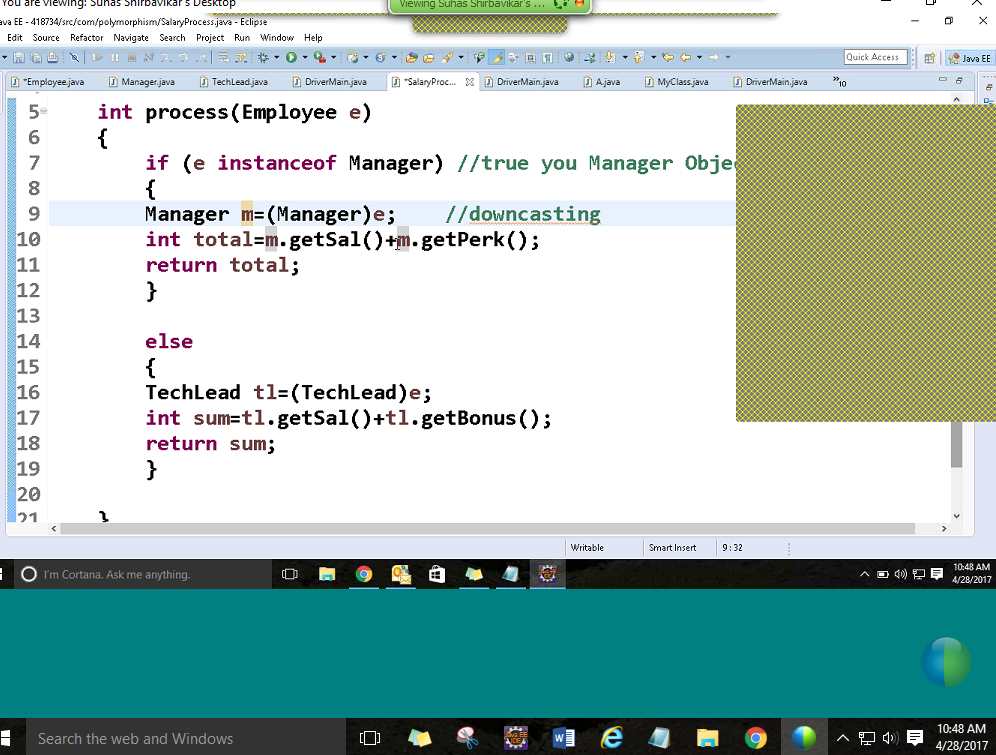 You are viewing: Suhas Shirbavikar's Desktop
Viewing Suhas Shirbavikar's ...
ava EE - 418734/src/com/polymorphism/SalaryProcess.java - Eclipse
Edit Source Refactor Navigate Search Project Run Window Help
Quick Access
Java EE
*Employee.java Manager.java TechLead.java DriverMain.java *SalaryProc... DriverMain.java A.java MyClass.java DriverMain.java »10
5 int process(Employee e)
6 {
7 if (e instanceof Manager) //true you Manager Objec
8 {
9 Manager m=(Manager)e; //downcasting
10 int total=m.getSal()+m.getPerk();
11 return total;
12 }
13
14 else
15 {
16 TechLead tl=(TechLead)e;
17 int sum=tl.getSal()+tl.getBonus();
18 return sum;
19 }
20
21 }
Writable Smart Insert 9 : 32
I'm Cortana. Ask me anything.
10:48 AM
4/28/2017
Search the web and Windows
10:48 AM
4/28/2017